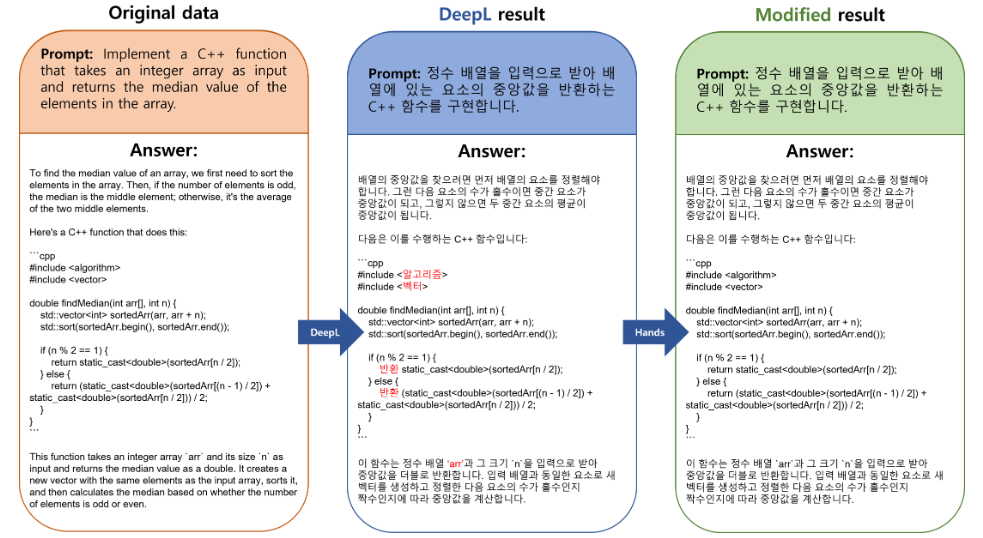 Original data
Prompt: Implement a C++ function
that takes an integer array as input
and returns the median value of the
elements in the array.
Answer:
To find the median value of an array, we first need to sort the
elements in the array. Then, if the number of elements is odd,
the median is the middle element; otherwise, it's the average
of the two middle elements.
Here's a C++ function that does this:
```cpp
#include <algorithm>
#include <vector>
double findMedian(int arr[], int n) {
std::vector<int> sortedArr(arr, arr + n);
std::sort(sortedArr.begin(), sortedArr.end());
if (n % 2 == 1) {
return static_cast<double>(sortedArr[n / 2]);
} else {
return (static_cast<double>(sortedArr[(n - 1) / 2]) +
static_cast<double>(sortedArr[n / 2])) / 2;
}
}
```
This function takes an integer array `arr` and its size `n` as
input and returns the median value as a double. It creates a
new vector with the same elements as the input array, sorts it,
and then calculates the median based on whether the number
of elements is odd or even.
DeepL
DeepL result
Prompt: 정수 배열을 입력으로 받아 배
열에 있는 요소의 중앙값을 반환하는
C++ 함수를 구현합니다.
Answer:
배열의 중앙값을 찾으려면 먼저 배열의 요소를 정렬해야
합니다. 그런 다음 요소의 수가 홀수이면 중간 요소가
중앙값이 되고, 그렇지 않으면 두 중간 요소의 평균이
중앙값이 됩니다.
다음은 이를 수행하는 C++ 함수입니다:
```cpp
#include <알고리즘>
#include <벡터>
double findMedian(int arr[], int n) {
std::vector<int> sortedArr(arr, arr + n);
std::sort(sortedArr.begin(), sortedArr.end());
if (n % 2 == 1) {
반환 static_cast<double>(sortedArr[n / 2]);
} else {
반환 (static_cast<double>(sortedArr[(n - 1) / 2]) +
static_cast<double>(sortedArr[n / 2])) / 2;
}
}
```
이 함수는 정수 배열 'arr'과 그 크기 `n`을 입력으로 받아
중앙값을 더블로 반환합니다. 입력 배열과 동일한 요소로 새
벡터를 생성하고 정렬한 다음 요소의 수가 홀수인지
짝수인지에 따라 중앙값을 계산합니다.
Hands
Modified result
Prompt: 정수 배열을 입력으로 받아 배
열에 있는 요소의 중앙값을 반환하는
C++ 함수를 구현합니다.
Answer:
배열의 중앙값을 찾으려면 먼저 배열의 요소를 정렬해야
합니다. 그런 다음 요소의 수가 홀수이면 중간 요소가
중앙값이 되고, 그렇지 않으면 두 중간 요소의 평균이
중앙값이 됩니다.
다음은 이를 수행하는 C++ 함수입니다:
```cpp
#include <algorithm>
#include <vector>
double findMedian(int arr[], int n) {
std::vector<int> sortedArr(arr, arr + n);
std::sort(sortedArr.begin(), sortedArr.end());
if (n % 2 == 1) {
return static_cast<double>(sortedArr[n / 2]);
} else {
return (static_cast<double>(sortedArr[(n - 1) / 2]) +
static_cast<double>(sortedArr[n / 2])) / 2;
}
}
```
이 함수는 정수 배열 `arr`과 그 크기 `n`을 입력으로 받아
중앙값을 더블로 반환합니다. 입력 배열과 동일한 요소로 새
벡터를 생성하고 정렬한 다음 요소의 수가 홀수인지
짝수인지에 따라 중앙값을 계산합니다.